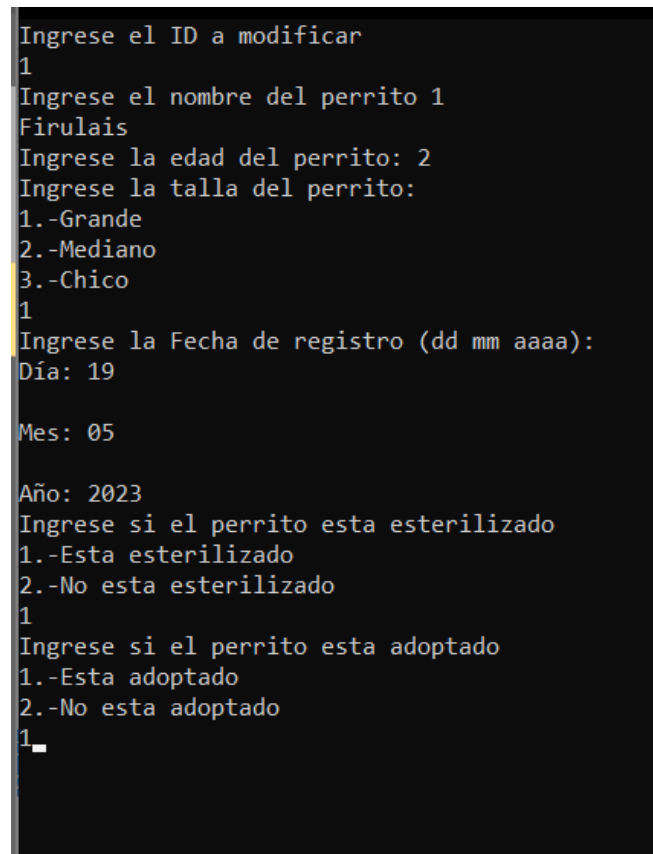 Ingrese el ID a modificar
1
Ingrese el nombre del perrito 1
Firulais
Ingrese la edad del perrito: 2
Ingrese la talla del perrito:
1.-Grande
2.-Mediano
3.-Chico
1
Ingrese la Fecha de registro (dd mm aaaa):
Día: 19
Mes: 05
Año: 2023
Ingrese si el perrito esta esterilizado
1.-Esta esterilizado
2.-No esta esterilizado
1
Ingrese si el perrito esta adoptado
1.-Esta adoptado
2.-No esta adoptado
1